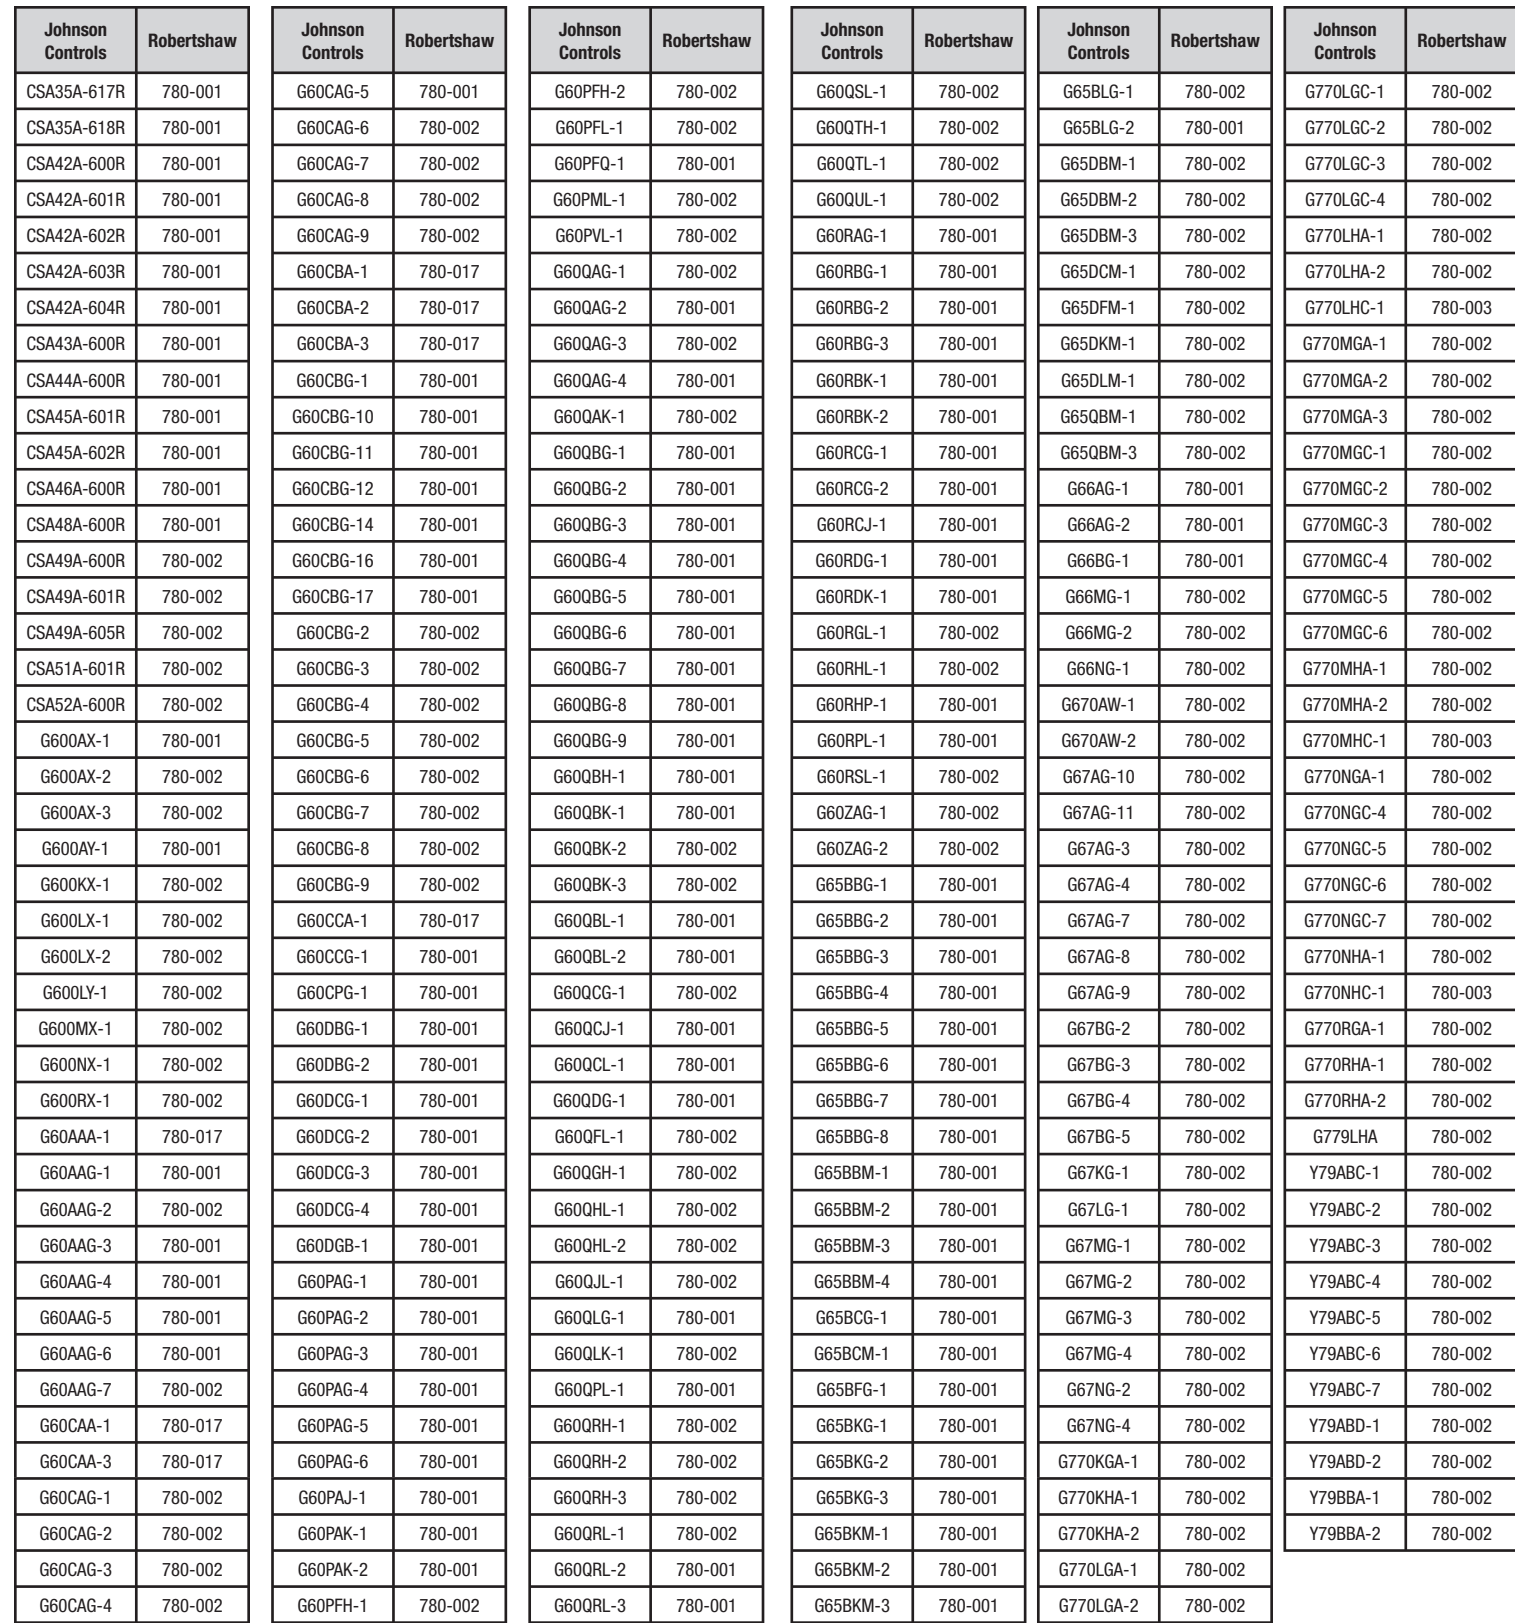 Johnson Controls Robertshaw
CSA35A-617R 780-001
CSA35A-618R 780-001
CSA42A-600R 780-001
CSA42A-601R 780-001
CSA42A-602R 780-001
CSA42A-603R 780-001
CSA42A-604R 780-001
CSA43A-600R 780-001
CSA44A-600R 780-001
CSA45A-601R 780-001
CSA45A-602R 780-001
CSA46A-600R 780-001
CSA48A-600R 780-001
CSA49A-600R 780-002
CSA49A-601R 780-002
CSA49A-605R 780-002
CSA51A-601R 780-002
CSA52A-600R 780-002
G600AX-1 780-001
G600AX-2 780-002
G600AX-3 780-002
G600AY-1 780-001
G600KX-1 780-002
G600LX-1 780-002
G600LX-2 780-002
G600LY-1 780-002
G600MX-1 780-002
G600NX-1 780-002
G600RX-1 780-002
G60AAA-1 780-017
G60AAG-1 780-001
G60AAG-2 780-002
G60AAG-3 780-001
G60AAG-4 780-001
G60AAG-5 780-001
G60AAG-6 780-001
G60AAG-7 780-002
G60CAA-1 780-017
G60CAA-3 780-017
G60CAG-1 780-002
G60CAG-2 780-002
G60CAG-3 780-002
G60CAG-4 780-002
Johnson Controls Robertshaw
G60CAG-5 780-001
G60CAG-6 780-002
G60CAG-7 780-002
G60CAG-8 780-002
G60CAG-9 780-002
G60CBA-1 780-017
G60CBA-2 780-017
G60CBA-3 780-017
G60CBG-1 780-001
G60CBG-10 780-001
G60CBG-11 780-001
G60CBG-12 780-001
G60CBG-14 780-001
G60CBG-16 780-001
G60CBG-17 780-001
G60CBG-2 780-002
G60CBG-3 780-002
G60CBG-4 780-002
G60CBG-5 780-002
G60CBG-6 780-002
G60CBG-7 780-002
G60CBG-8 780-002
G60CBG-9 780-002
G60CCA-1 780-017
G60CCG-1 780-001
G60CPG-1 780-001
G60DBG-1 780-001
G60DBG-2 780-001
G60DCG-1 780-001
G60DCG-2 780-001
G60DCG-3 780-001
G60DCG-4 780-001
G60DGB-1 780-001
G60PAG-1 780-001
G60PAG-2 780-001
G60PAG-3 780-001
G60PAG-4 780-001
G60PAG-5 780-001
G60PAG-6 780-001
G60PAJ-1 780-001
G60PAK-1 780-001
G60PAK-2 780-001
G60PFH-1 780-002
Johnson Controls Robertshaw
G60PFH-2 780-002
G60PFL-1 780-002
G60PFQ-1 780-001
G60PML-1 780-002
G60PVL-1 780-002
G60QAG-1 780-002
G60QAG-2 780-001
G60QAG-3 780-002
G60QAG-4 780-001
G60QAK-1 780-002
G60QBG-1 780-001
G60QBG-2 780-001
G60QBG-3 780-001
G60QBG-4 780-001
G60QBG-5 780-001
G60QBG-6 780-001
G60QBG-7 780-001
G60QBG-8 780-001
G60QBG-9 780-001
G60QBH-1 780-001
G60QBK-1 780-001
G60QBK-2 780-002
G60QBK-3 780-002
G60QBL-1 780-001
G60QBL-2 780-001
G60QCG-1 780-002
G60QCJ-1 780-001
G60QCL-1 780-001
G60QDG-1 780-001
G60QFL-1 780-002
G60QGH-1 780-002
G60QHL-1 780-002
G60QHL-2 780-002
G60QJL-1 780-002
G60QLG-1 780-001
G60QLK-1 780-002
G60QPL-1 780-001
G60QRH-1 780-002
G60QRH-2 780-002
G60QRH-3 780-002
G60QRL-1 780-002
G60QRL-2 780-001
G60QRL-3 780-001
Johnson Controls Robertshaw
G60QSL-1 780-002
G60QTH-1 780-002
G60QTL-1 780-002
G60QUL-1 780-002
G60RAG-1 780-001
G60RBG-1 780-001
G60RBG-2 780-001
G60RBG-3 780-001
G60RBK-1 780-001
G60RBK-2 780-001
G60RCG-1 780-001
G60RCG-2 780-001
G60RCJ-1 780-001
G60RDG-1 780-001
G60RDK-1 780-001
G60RGL-1 780-002
G60RHL-1 780-002
G60RHP-1 780-001
G60RPL-1 780-001
G60RSL-1 780-002
G60ZAG-1 780-002
G60ZAG-2 780-002
G65BBG-1 780-001
G65BBG-2 780-001
G65BBG-3 780-001
G65BBG-4 780-001
G65BBG-5 780-001
G65BBG-6 780-001
G65BBG-7 780-001
G65BBG-8 780-001
G65BBM-1 780-001
G65BBM-2 780-001
G65BBM-3 780-001
G65BBM-4 780-001
G65BCG-1 780-001
G65BCM-1 780-001
G65BFG-1 780-001
G65BKG-1 780-001
G65BKG-2 780-001
G65BKG-3 780-001
G65BKM-1 780-001
G65BKM-2 780-001
G65BKM-3 780-001
Johnson Controls Robertshaw
G65BLG-1 780-002
G65BLG-2 780-001
G65DBM-1 780-002
G65DBM-2 780-002
G65DBM-3 780-002
G65DCM-1 780-002
G65DFM-1 780-002
G65DKM-1 780-002
G65DLM-1 780-002
G65QBM-1 780-002
G65QBM-3 780-002
G66AG-1 780-001
G66AG-2 780-001
G66BG-1 780-001
G66MG-1 780-002
G66MG-2 780-002
G66NG-1 780-002
G670AW-1 780-002
G670AW-2 780-002
G67AG-10 780-002
G67AG-11 780-002
G67AG-3 780-002
G67AG-4 780-002
G67AG-7 780-002
G67AG-8 780-002
G67AG-9 780-002
G67BG-2 780-002
G67BG-3 780-002
G67BG-4 780-002
G67BG-5 780-002
G67KG-1 780-002
G67LG-1 780-002
G67MG-1 780-002
G67MG-2 780-002
G67MG-3 780-002
G67MG-4 780-002
G67NG-2 780-002
G67NG-4 780-002
G770KGA-1 780-002
G770KHA-1 780-002
G770KHA-2 780-002
G770LGA-1 780-002
G770LGA-2 780-002
Johnson Controls Robertshaw
G770LGC-1 780-002
G770LGC-2 780-002
G770LGC-3 780-002
G770LGC-4 780-002
G770LHA-1 780-002
G770LHA-2 780-002
G770LHC-1 780-003
G770MGA-1 780-002
G770MGA-2 780-002
G770MGA-3 780-002
G770MGC-1 780-002
G770MGC-2 780-002
G770MGC-3 780-002
G770MGC-4 780-002
G770MGC-5 780-002
G770MGC-6 780-002
G770MHA-1 780-002
G770MHA-2 780-002
G770MHC-1 780-003
G770NGA-1 780-002
G770NGC-4 780-002
G770NGC-5 780-002
G770NGC-6 780-002
G770NGC-7 780-002
G770NHA-1 780-002
G770NHC-1 780-003
G770RGA-1 780-002
G770RHA-1 780-002
G770RHA-2 780-002
G779LHA 780-002
Y79ABC-1 780-002
Y79ABC-2 780-002
Y79ABC-3 780-002
Y79ABC-4 780-002
Y79ABC-5 780-002
Y79ABC-6 780-002
Y79ABC-7 780-002
Y79ABD-1 780-002
Y79ABD-2 780-002
Y79BBA-1 780-002
Y79BBA-2 780-002